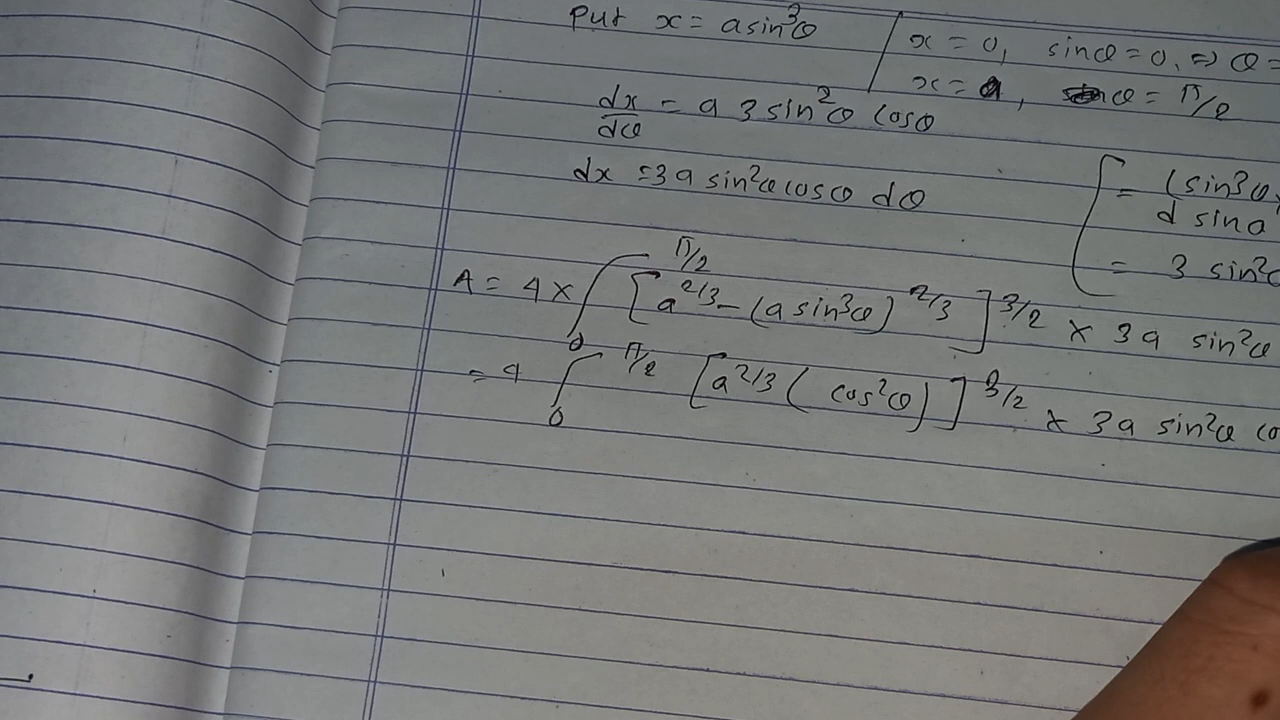 Put x = a sin³θ
x = 0, sinθ = 0, ⇒ θ =
x = a, θ = π/2
dx/dθ = a 3 sin²θ cosθ
dx = 3a sin²θ cosθ dθ
= (sin³θ
d sinθ
= 3 sin²θ
A = 4 × ∫₀^{π/2} [a^{2/3} - (a sin³θ)^{2/3}]^{3/2} × 3a sin²θ
= 4 ∫₀^{π/2} [a^{2/3} ( cos²θ)]^{3/2} × 3a sin²θ co